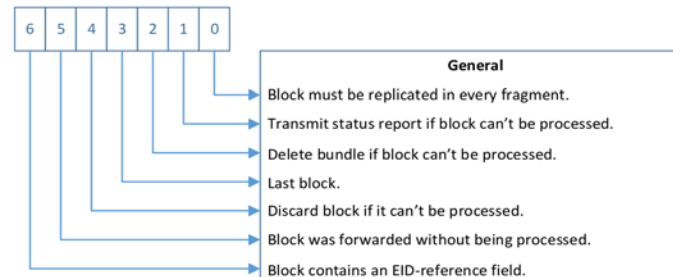 6 5 4 3 2 1 0
General
Block must be replicated in every fragment.
Transmit status report if block can't be processed.
Delete bundle if block can't be processed.
Last block.
Discard block if it can't be processed.
Block was forwarded without being processed.
Block contains an EID-reference field.